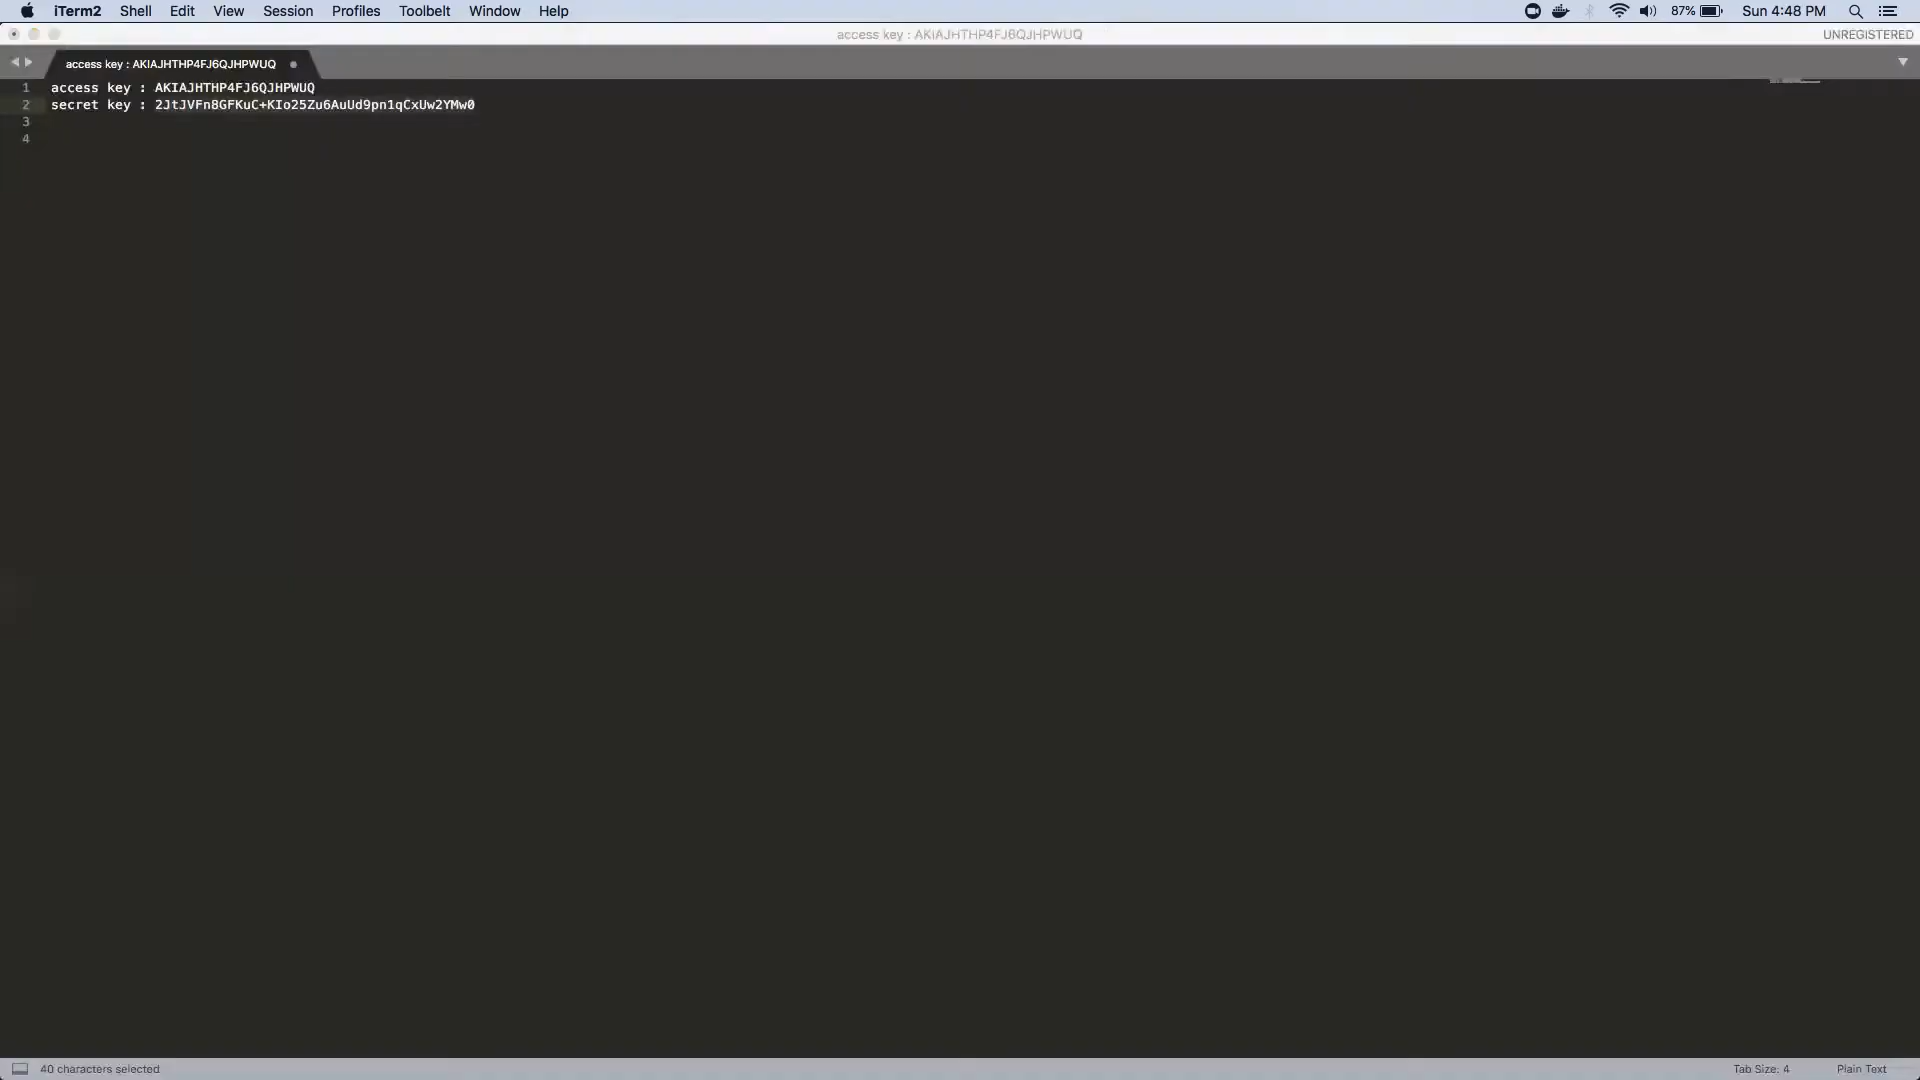 iTerm2 Shell Edit View Session Profiles Toolbelt Window Help 87% Sun 4:48 PM
access key : AKIAJHTHP4FJ6QJHPWUQ UNREGISTERED
access key : AKIAJHTHP4FJ6QJHPWUQ
1 access key : AKIAJHTHP4FJ6QJHPWUQ
2 secret key : 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
3
4
40 characters selected Tab Size: 4 Plain Text